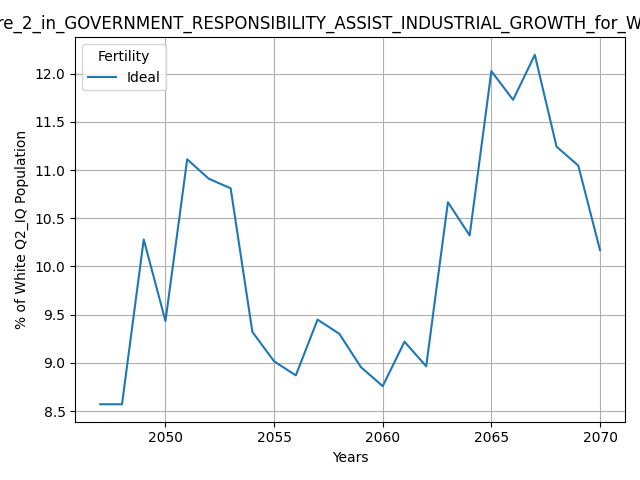 re_2_in_GOVERNMENT_RESPONSIBILITY_ASSIST_INDUSTRIAL_GROWTH_for_W
Fertility
Ideal
% of White Q2_IQ Population
12.0
11.5
11.0
10.5
10.0
9.5
9.0
8.5
2050 2055 2060 2065 2070
Years